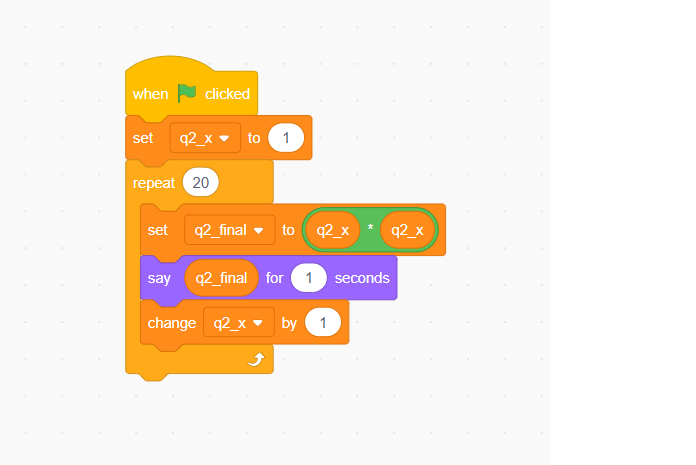 when clicked
set q2_x to 1
repeat 20
set q2_final to q2_x * q2_x
say q2_final for 1 seconds
change q2_x by 1